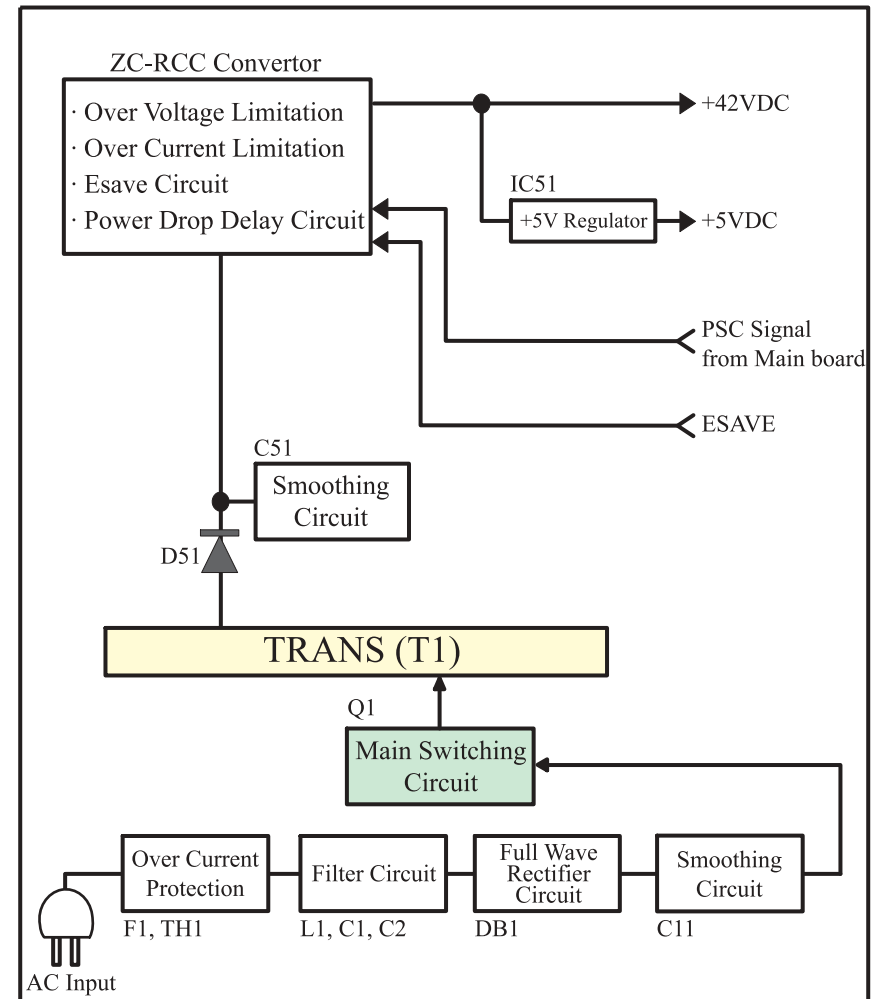 ZC-RCC Convertor
· Over Voltage Limitation
· Over Current Limitation
· Esave Circuit
· Power Drop Delay Circuit
+42VDC
IC51
+5V Regulator
+5VDC
PSC Signal
from Main board
ESAVE
C51
Smoothing
Circuit
D51
TRANS (T1)
Q1
Main Switching
Circuit
Over Current
Protection
F1, TH1
Filter Circuit
L1, C1, C2
Full Wave
Rectifier
Circuit
DB1
Smoothing
Circuit
C11
AC Input